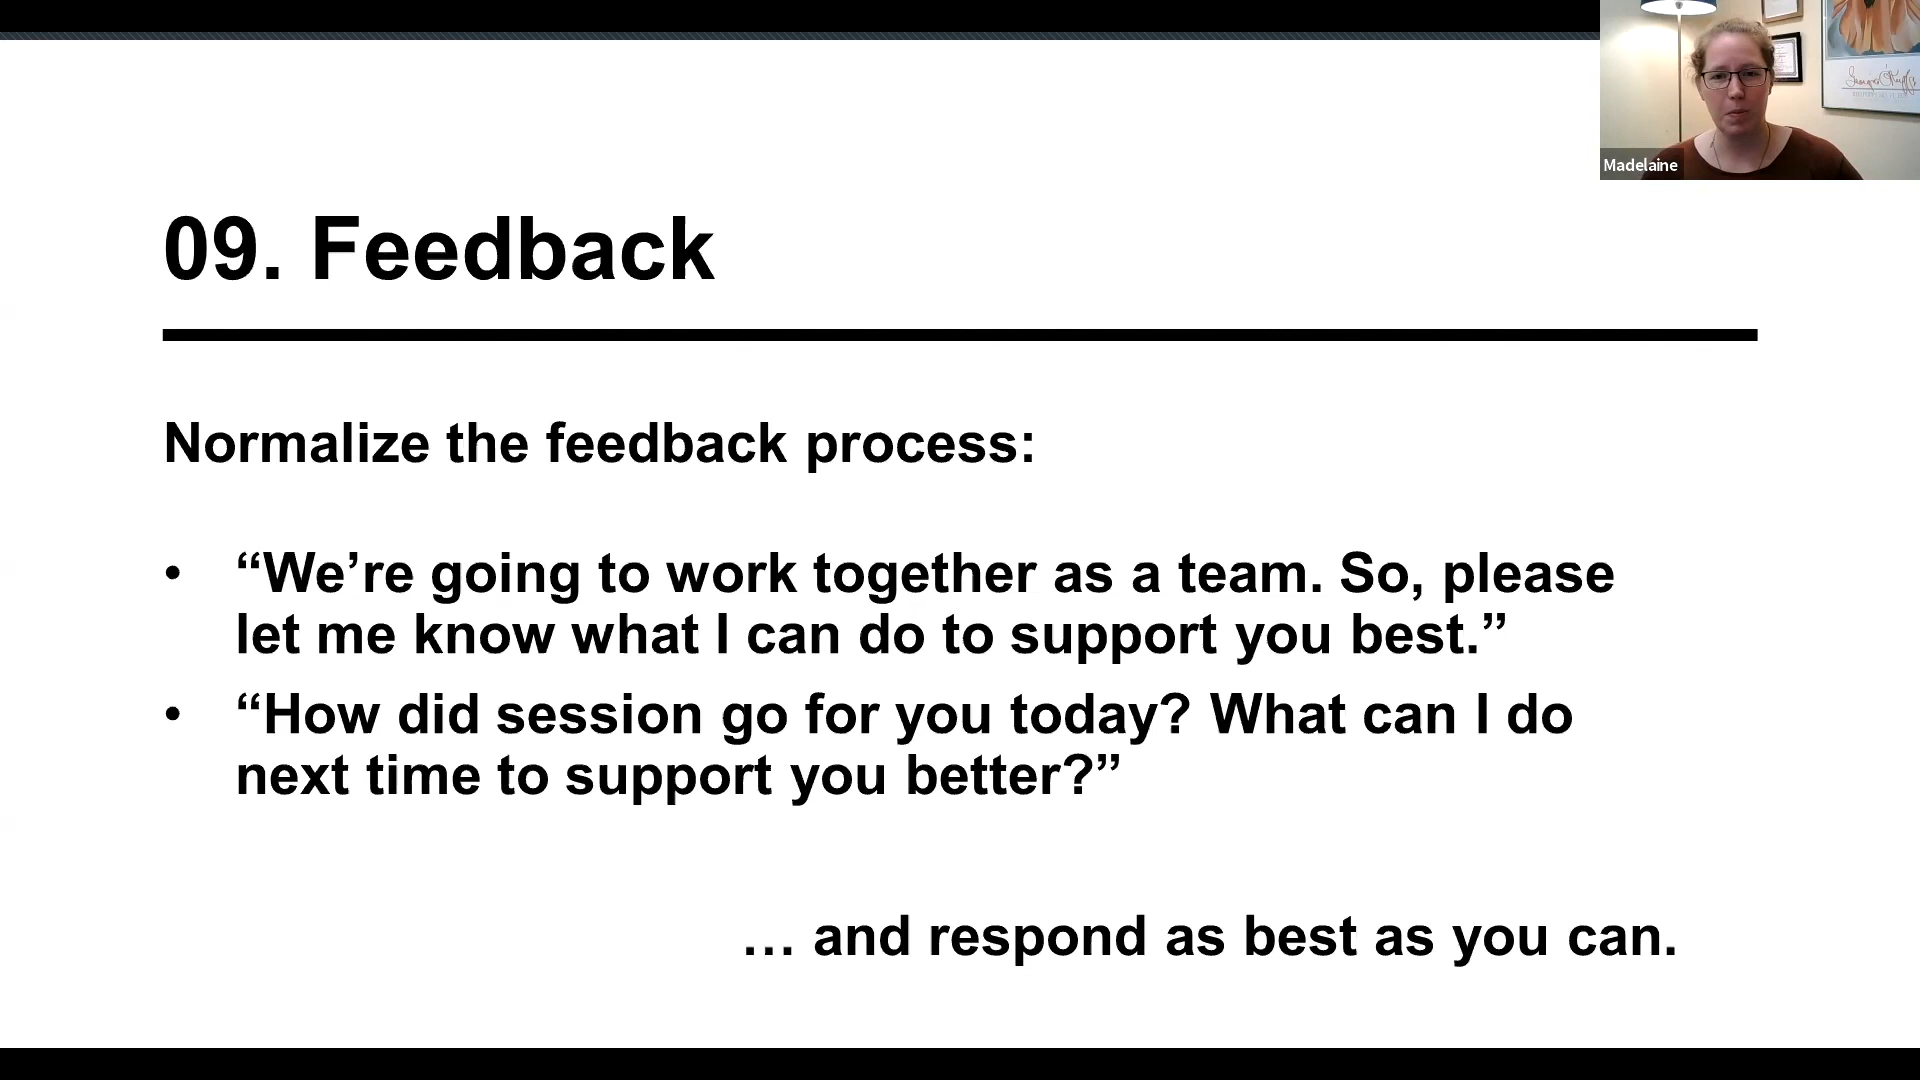 Madelaine
09. Feedback
Normalize the feedback process:
• “We’re going to work together as a team. So, please
let me know what I can do to support you best.”
• “How did session go for you today? What can I do
next time to support you better?”
… and respond as best as you can.